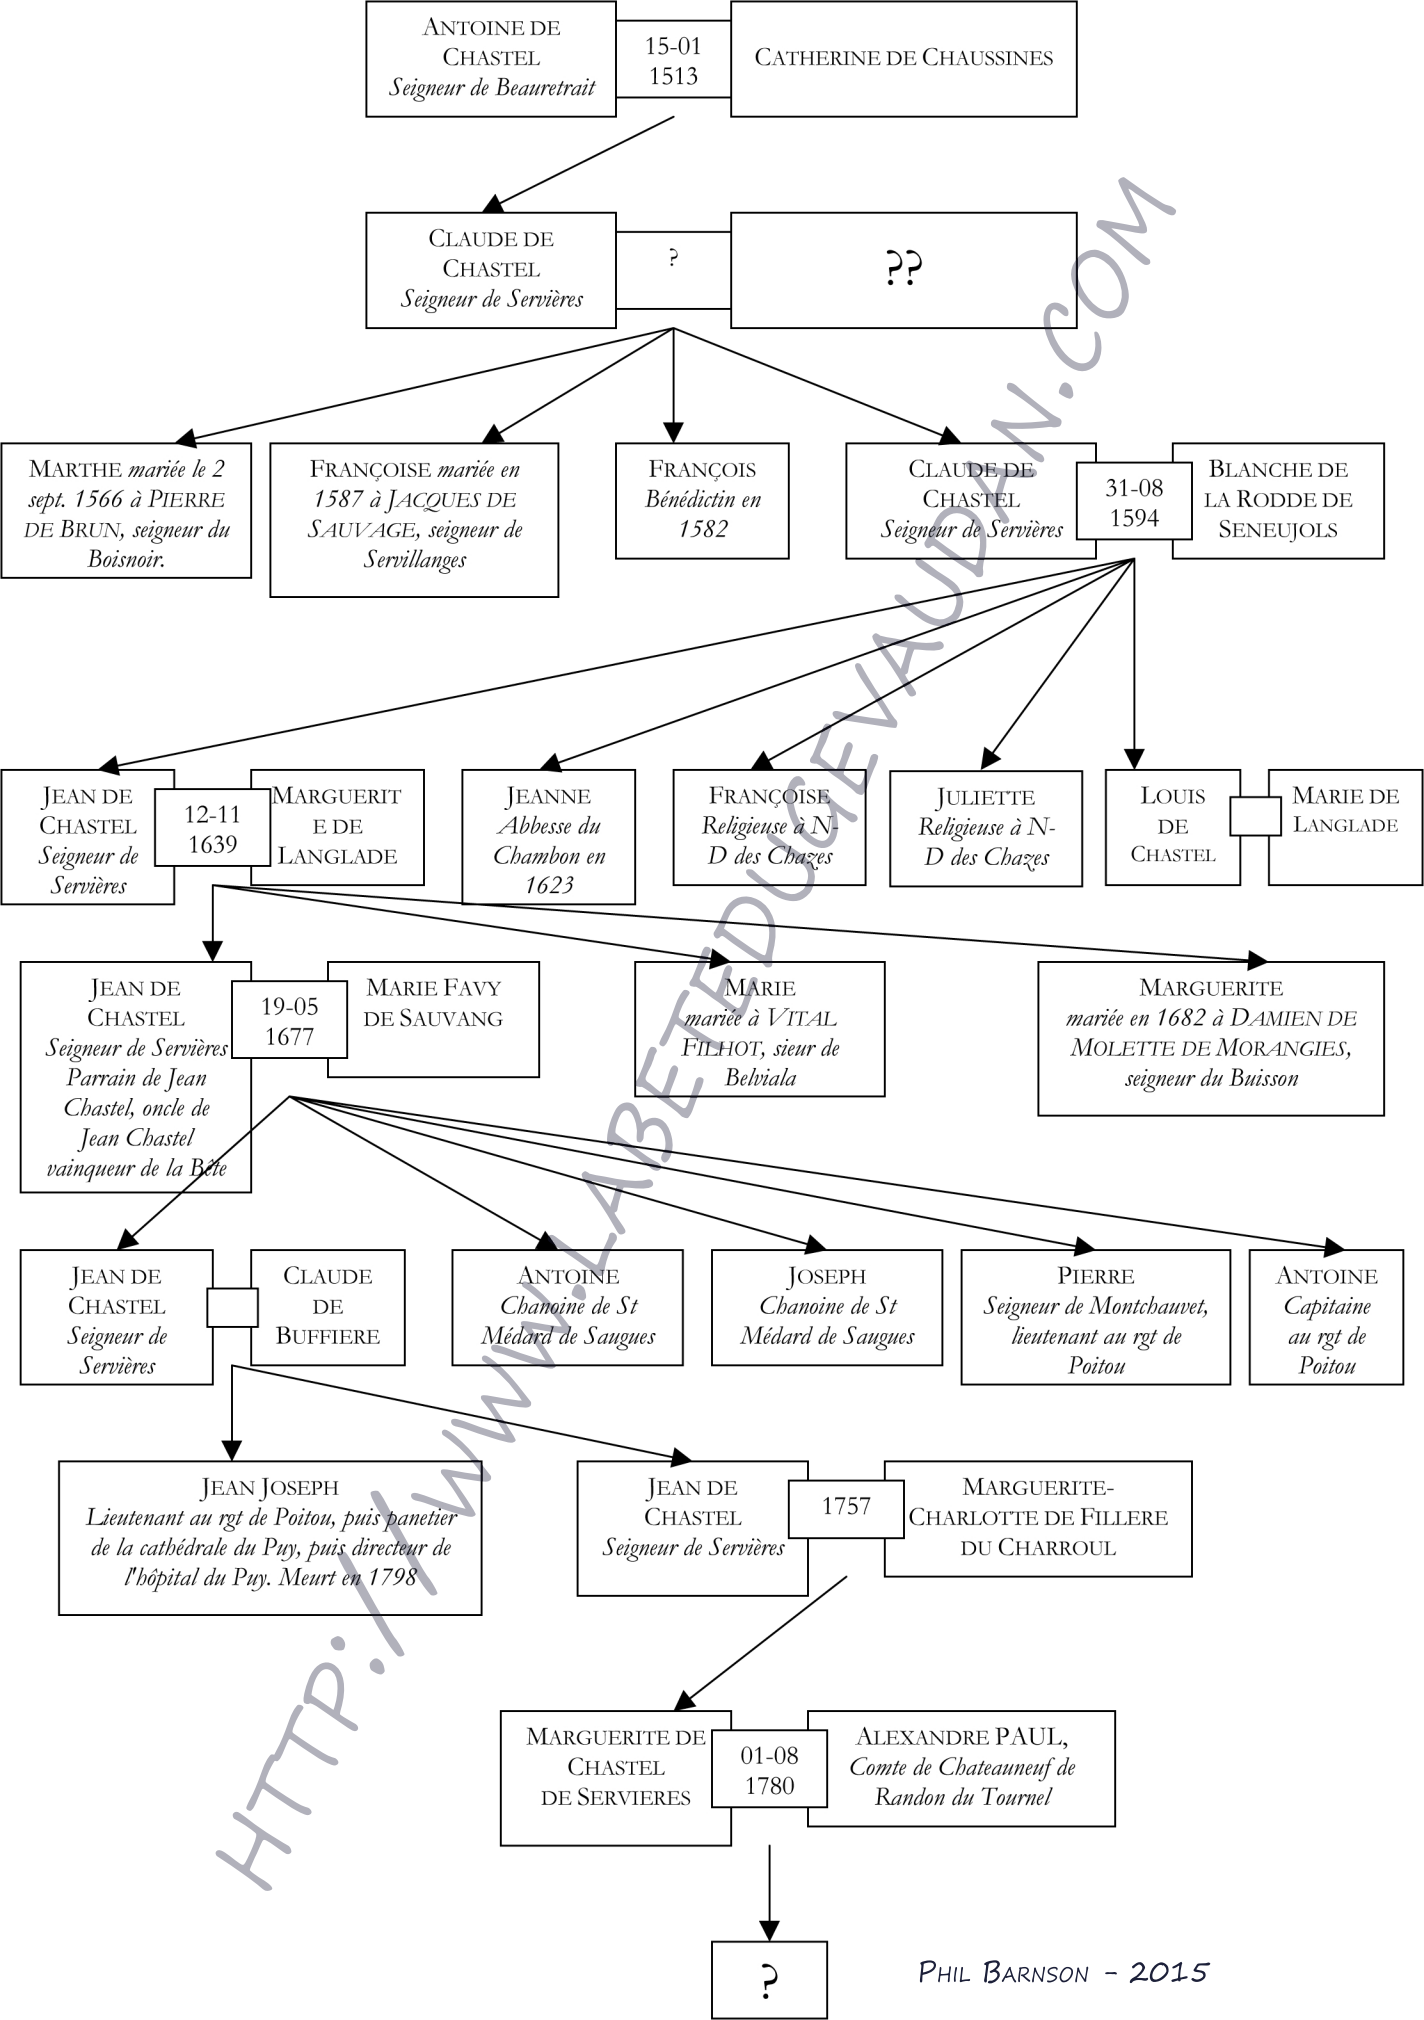 ANTOINE DE
CHASTEL
Seigneur de Beauretrait
15-01
1513
CATHERINE DE CHAUSSINES
CLAUDE DE
CHASTEL
Seigneur de Servières
?
??
MARTHE mariée le 2
sept. 1566 à PIERRE
DE BRUN, seigneur du
Boisnoir.
FRANÇOISE mariée en
1587 à JACQUES DE
SAUVAGE, seigneur de
Servillanges
FRANÇOIS
Bénédictin en
1582
CLAUDE DE
CHASTEL
Seigneur de Servières
31-08
1594
BLANCHE DE
LA RODDE DE
SENEUJOLS
JEAN DE
CHASTEL
Seigneur de
Servières
12-11
1639
MARGUERIT
E DE
LANGLADE
JEANNE
Abbesse du
Chambon en
1623
FRANÇOISE
Religieuse à N-
D des Chazes
JULIETTE
Religieuse à N-
D des Chazes
LOUIS
DE
CHASTEL
MARIE DE
LANGLADE
JEAN DE
CHASTEL
Seigneur de Servières
Parrain de Jean
Chastel, oncle de
Jean Chastel
vainqueur de la Bête
19-05
1677
MARIE FAVY
DE SAUVANG
MARIE
mariée à VITAL
FILHOT, sieur de
Belviala
MARGUERITE
mariée en 1682 à DAMIEN DE
MOLETTE DE MORANGIES,
seigneur du Buisson
JEAN DE
CHASTEL
Seigneur de
Servières
CLAUDE
DE
BUFFIERE
ANTOINE
Chanoine de St
Médard de Saugues
JOSEPH
Chanoine de St
Médard de Saugues
PIERRE
Seigneur de Montchauvet,
lieutenant au rgt de
Poitou
ANTOINE
Capitaine
au rgt de
Poitou
JEAN JOSEPH
Lieutenant au rgt de Poitou, puis panetier
de la cathédrale du Puy, puis directeur de
l'hôpital du Puy. Meurt en 1798
JEAN DE
CHASTEL
Seigneur de Servières
1757
MARGUERITE-
CHARLOTTE DE FILLERE
DU CHARROUL
MARGUERITE DE
CHASTEL
DE SERVIERES
01-08
1780
ALEXANDRE PAUL,
Comte de Chateauneuf de
Randon du Tournel
?
PHIL BARNSON - 2015
HTTP://WWW.LABETEDUGEVAUDAN.COM